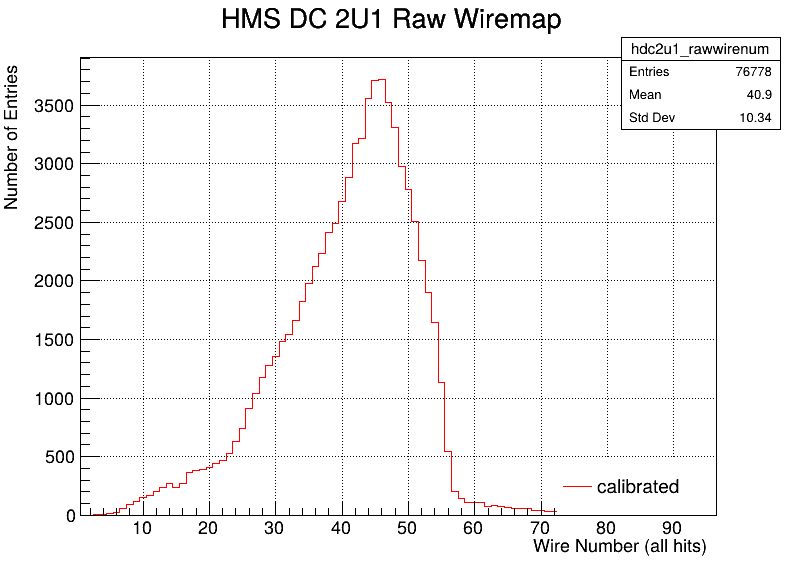 HMS DC 2U1 Raw Wiremap
hdc2u1_rawwirenum
Entries 76778
Mean 40.9
Std Dev 10.34
Number of Entries
3500
3000
2500
2000
1500
1000
500
0
calibrated
10 20 30 40 50 60 70 80 90
Wire Number (all hits)